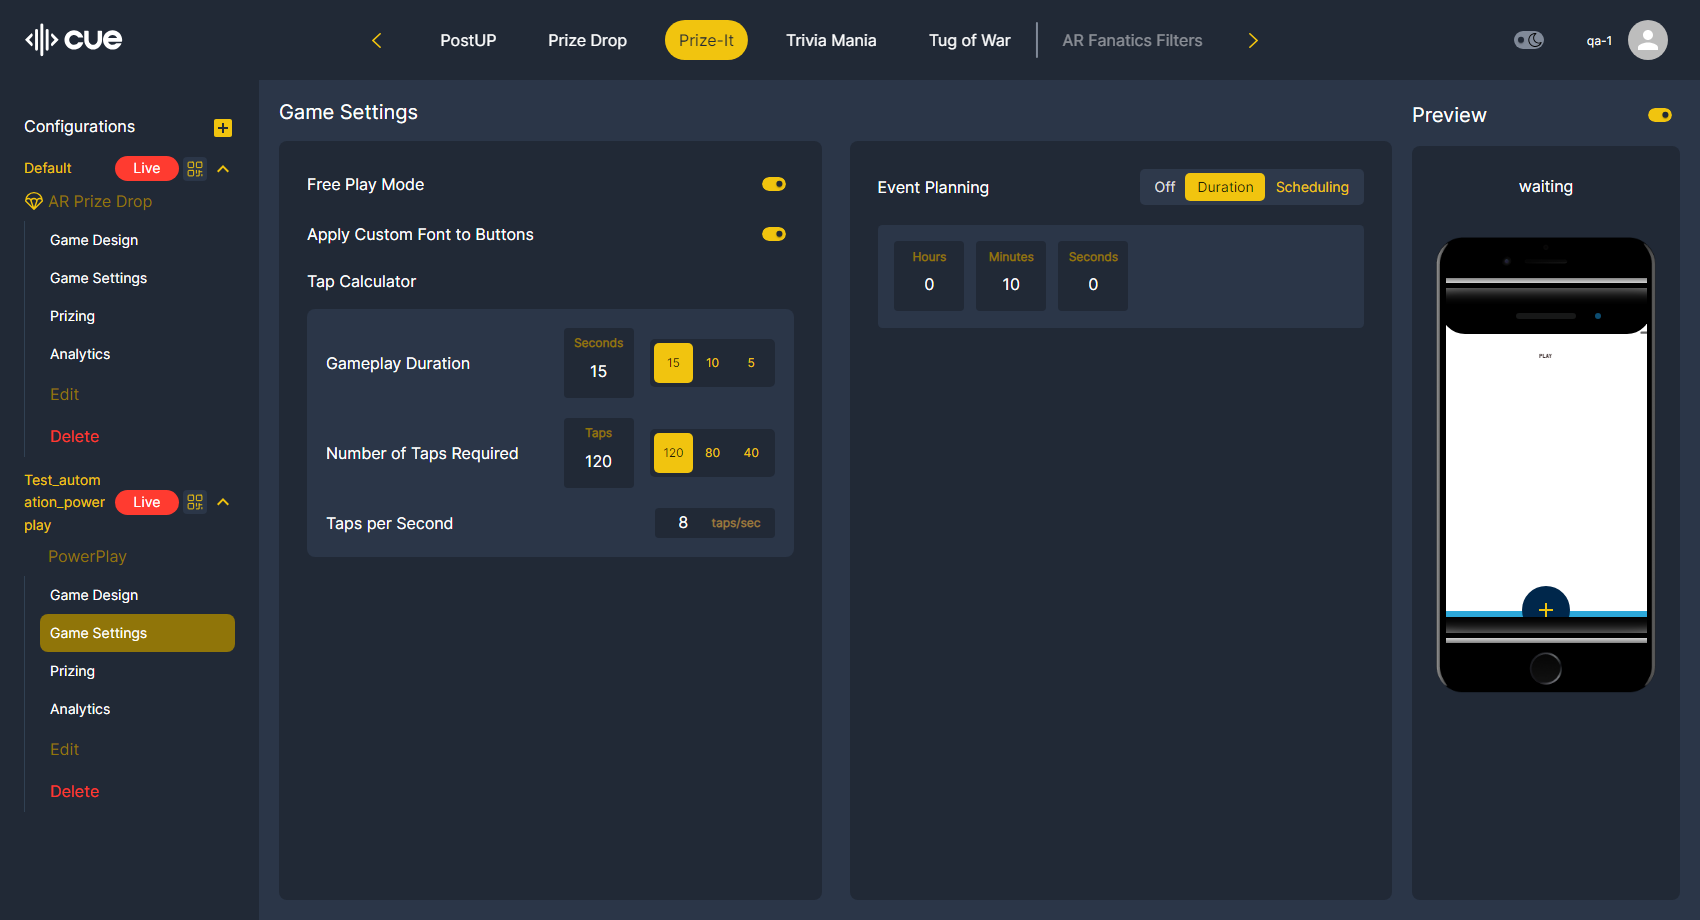 cue
PostUP
Prize Drop
Prize-It
Trivia Mania
Tug of War
AR Fanatics Filters
qa-1
Configurations
Default
Live
AR Prize Drop
Game Design
Game Settings
Prizing
Analytics
Edit
Delete
Test_autom
ation_power
play
Live
PowerPlay
Game Design
Game Settings
Prizing
Analytics
Edit
Delete
Game Settings
Free Play Mode
Apply Custom Font to Buttons
Tap Calculator
Gameplay Duration
Seconds
15
15 10 5
Number of Taps Required
Taps
120
120 80 40
Taps per Second
8 taps/sec
Event Planning
Off Duration Scheduling
Hours Minutes Seconds
0 10 0
Preview
waiting
PLAY